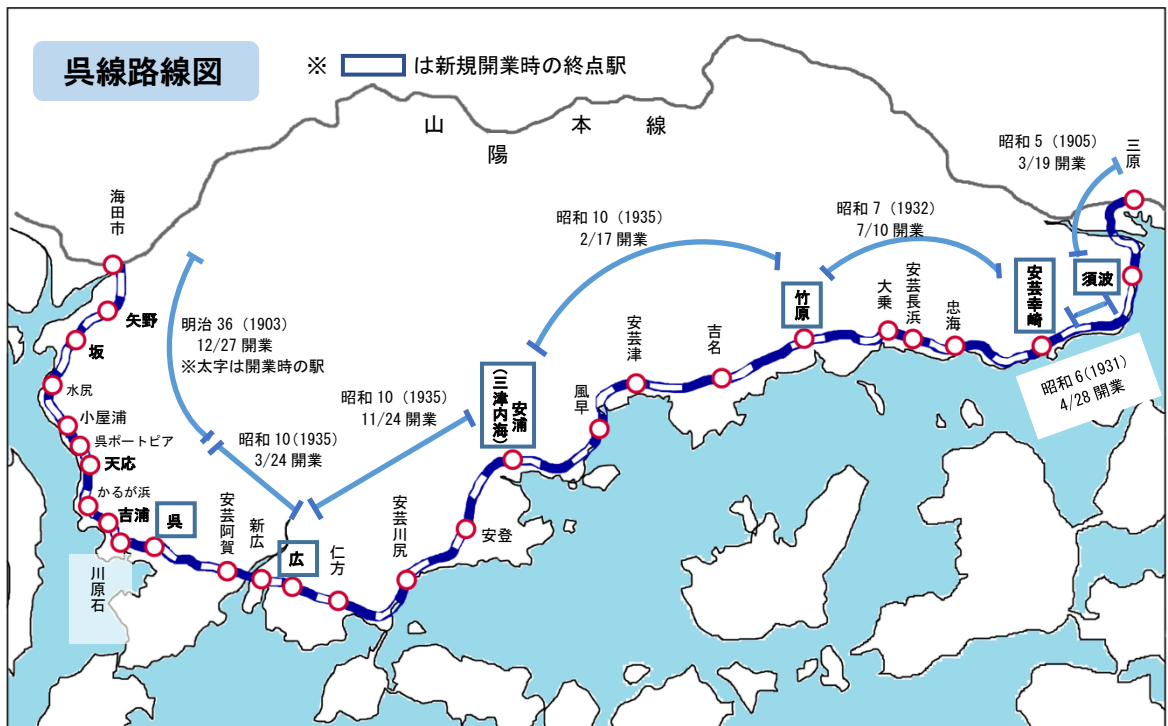 呉線路線図
※ は新規開業時の終点駅
山陽本線
昭和5（1905）
3/19 開業
三原
海田市
昭和10（1935）
2/17 開業
昭和7（1932）
7/10 開業
須波
安芸幸崎
竹原
大乗
安芸長浜
忠海
矢野
明治36（1903）
12/27 開業
※太字は開業時の駅
坂
安芸津
吉名
昭和6(1931)
4/28 開業
水尻
昭和10（1935）
11/24 開業
安浦
（三津内海）
風早
小屋浦
呉ポートピア
昭和10(1935)
3/24 開業
天応
かるが浜
吉浦
呉
安芸阿賀
新広
広
仁方
安芸川尻
安登
川原石